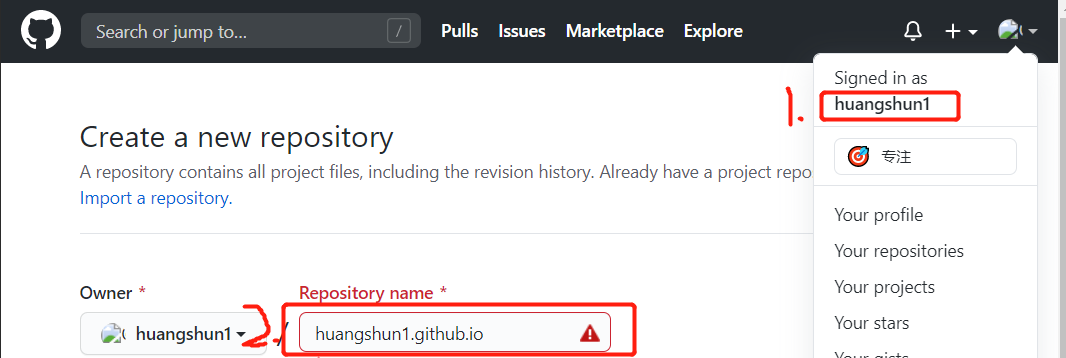 Search or jump to...
/
Pulls
Issues
Marketplace
Explore
Signed in as
huangshun1
1.
专注
Create a new repository
A repository contains all project files, including the revision history. Already have a project repo
Import a repository.
Your profile
Your repositories
Your projects
Your stars
Your gists
Owner *
Repository name *
huangshun1
2.
/
huangshun1.github.io